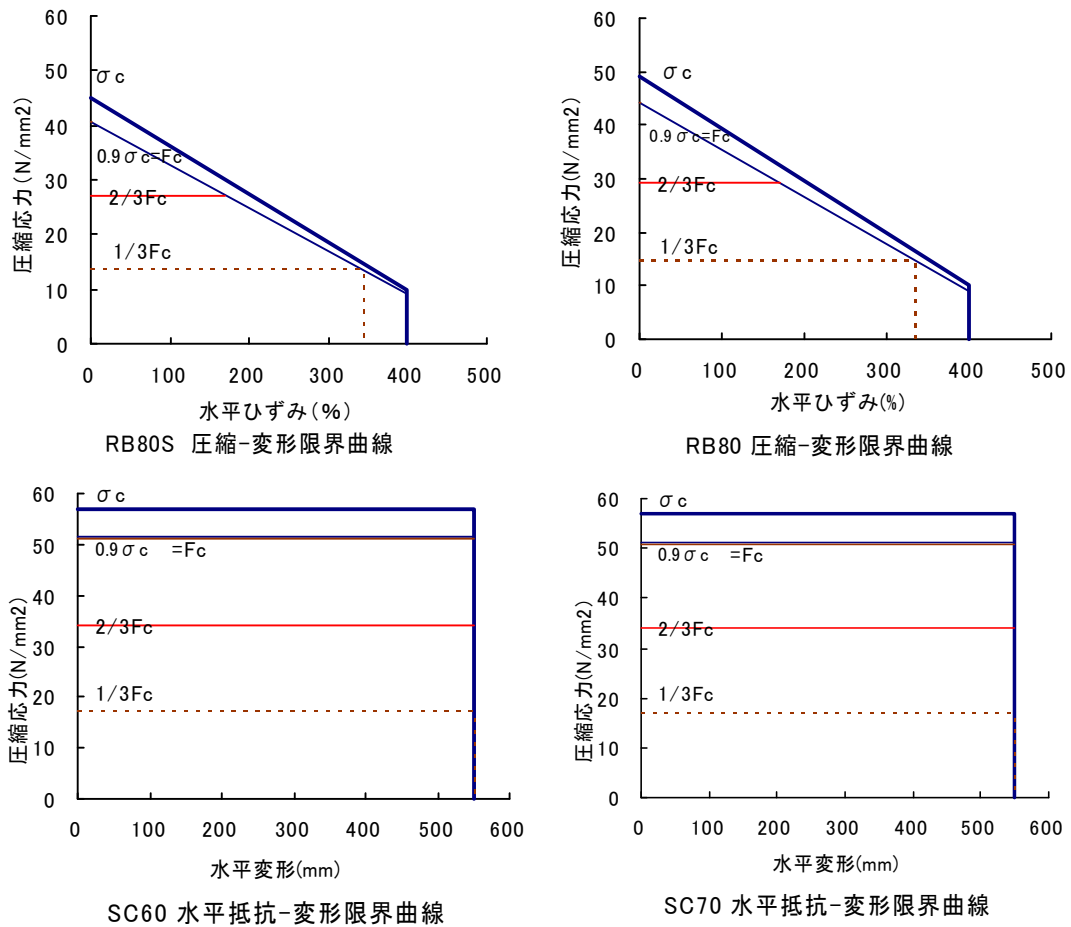 60
50
40
30
20
10
0
σc
0.9σc=Fc
2/3Fc
1/3Fc
圧縮応力(N/mm2)
0 100 200 300 400 500
水平ひずみ(%)
RB80S 圧縮-変形限界曲線
60
50
40
30
20
10
0
σc
0.9σc=Fc
2/3Fc
1/3Fc
圧縮応力(N/mm2)
0 100 200 300 400 500
水平ひずみ(%)
RB80 圧縮-変形限界曲線
60
50
40
30
20
10
0
σc
0.9σc =Fc
2/3Fc
1/3Fc
圧縮応力(N/mm2)
0 100 200 300 400 500 600
水平変形(mm)
SC60 水平抵抗-変形限界曲線
60
50
40
30
20
10
0
σc
0.9σc =Fc
2/3Fc
1/3Fc
圧縮応力(N/mm2)
0 100 200 300 400 500 600
水平変形(mm)
SC70 水平抵抗-変形限界曲線